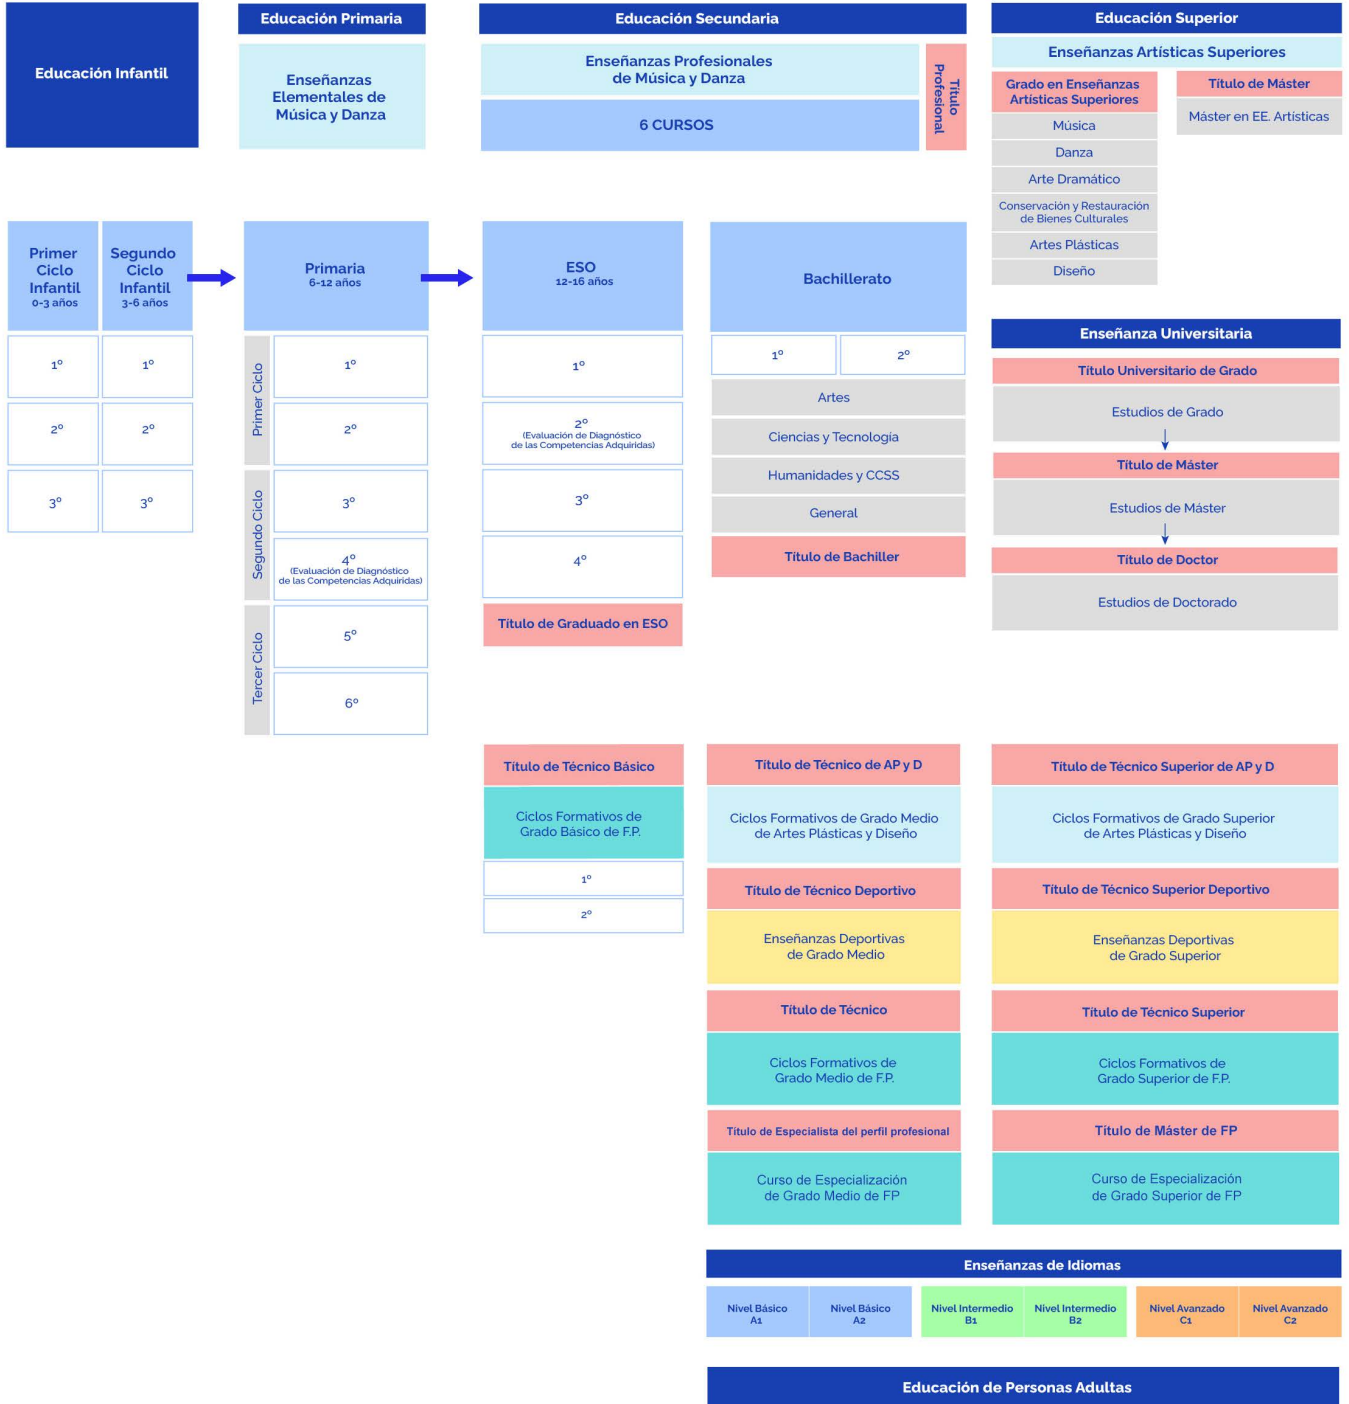 Educación Infantil
Educación Primaria
Enseñanzas
Elementales de
Música y Danza
Educación Secundaria
Enseñanzas Profesionales
de Música y Danza
6 CURSOS
Título
Profesional
Educación Superior
Enseñanzas Artísticas Superiores
Grado en Enseñanzas
Artísticas Superiores
Música
Danza
Arte Dramático
Conservación y Restauración
de Bienes Culturales
Artes Plásticas
Diseño
Título de Máster
Máster en EE. Artísticas
Primer
Ciclo
Infantil
0-3 años
1º
2º
3º
Segundo
Ciclo
Infantil
3-6 años
1º
2º
3º
Primaria
6-12 años
Primer Ciclo
1º
2º
Segundo Ciclo
3º
4º
(Evaluación de Diagnóstico
de las Competencias Adquiridas)
Tercer Ciclo
5º
6º
ESO
12-16 años
1º
2º
(Evaluación de Diagnóstico
de las Competencias Adquiridas)
3º
4º
Título de Graduado en ESO
Bachillerato
1º
2º
Artes
Ciencias y Tecnología
Humanidades y CCSS
General
Título de Bachiller
Enseñanza Universitaria
Título Universitario de Grado
Estudios de Grado
Título de Máster
Estudios de Máster
Título de Doctor
Estudios de Doctorado
Título de Técnico Básico
Ciclos Formativos de
Grado Básico de F.P.
1º
2º
Título de Técnico de AP y D
Ciclos Formativos de Grado Medio
de Artes Plásticas y Diseño
Título de Técnico Deportivo
Enseñanzas Deportivas
de Grado Medio
Título de Técnico
Ciclos Formativos de
Grado Medio de F.P.
Título de Especialista del perfil profesional
Curso de Especialización
de Grado Medio de FP
Título de Técnico Superior de AP y D
Ciclos Formativos de Grado Superior
de Artes Plásticas y Diseño
Título de Técnico Superior Deportivo
Enseñanzas Deportivas
de Grado Superior
Título de Técnico Superior
Ciclos Formativos de
Grado Superior de F.P.
Título de Máster de FP
Curso de Especialización
de Grado Superior de FP
Enseñanzas de Idiomas
Nivel Básico
A1
Nivel Básico
A2
Nivel Intermedio
B1
Nivel Intermedio
B2
Nivel Avanzado
C1
Nivel Avanzado
C2
Educación de Personas Adultas